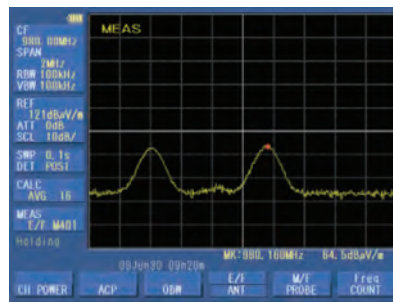 MEAS
CF
980.00MHz
SPAN
2MHz
RBW 100kHz
VBW 100kHz
REF
121dBµV/m
ATT 0dB
SCL 10dB/
SWP 0.1s
DET POST
CALC
AVG 16
MEAS
E/F M401
Holding
MK:980.160MHz 64.5dBµV/m
09Jun30 09h20m
CH POWER
ACP
OBW
E/F
ANT
M/F
PROBE
Freq
COUNT